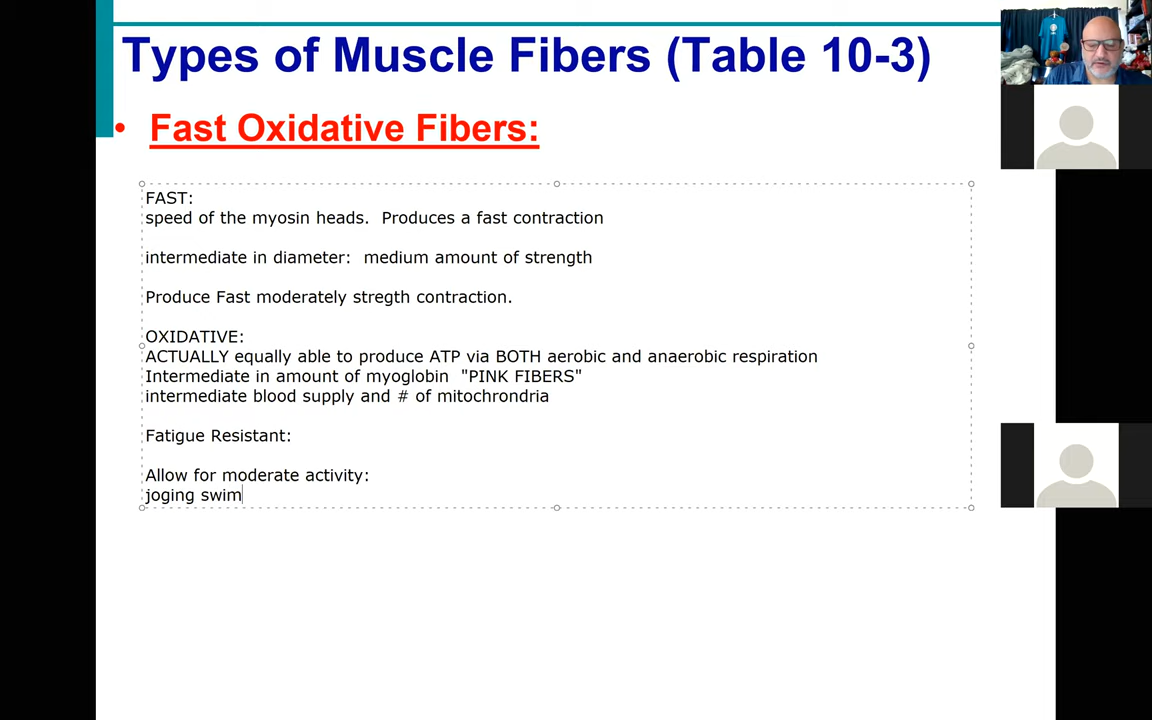 Types of Muscle Fibers (Table 10-3)
• Fast Oxidative Fibers:
FAST:
speed of the myosin heads.  Produces a fast contraction
intermediate in diameter:  medium amount of strength
Produce Fast moderately stregth contraction.
OXIDATIVE:
ACTUALLY equally able to produce ATP via BOTH aerobic and anaerobic respiration
Intermediate in amount of myoglobin  "PINK FIBERS"
intermediate blood supply and # of mitochrondria
Fatigue Resistant:
Allow for moderate activity:
joging swim